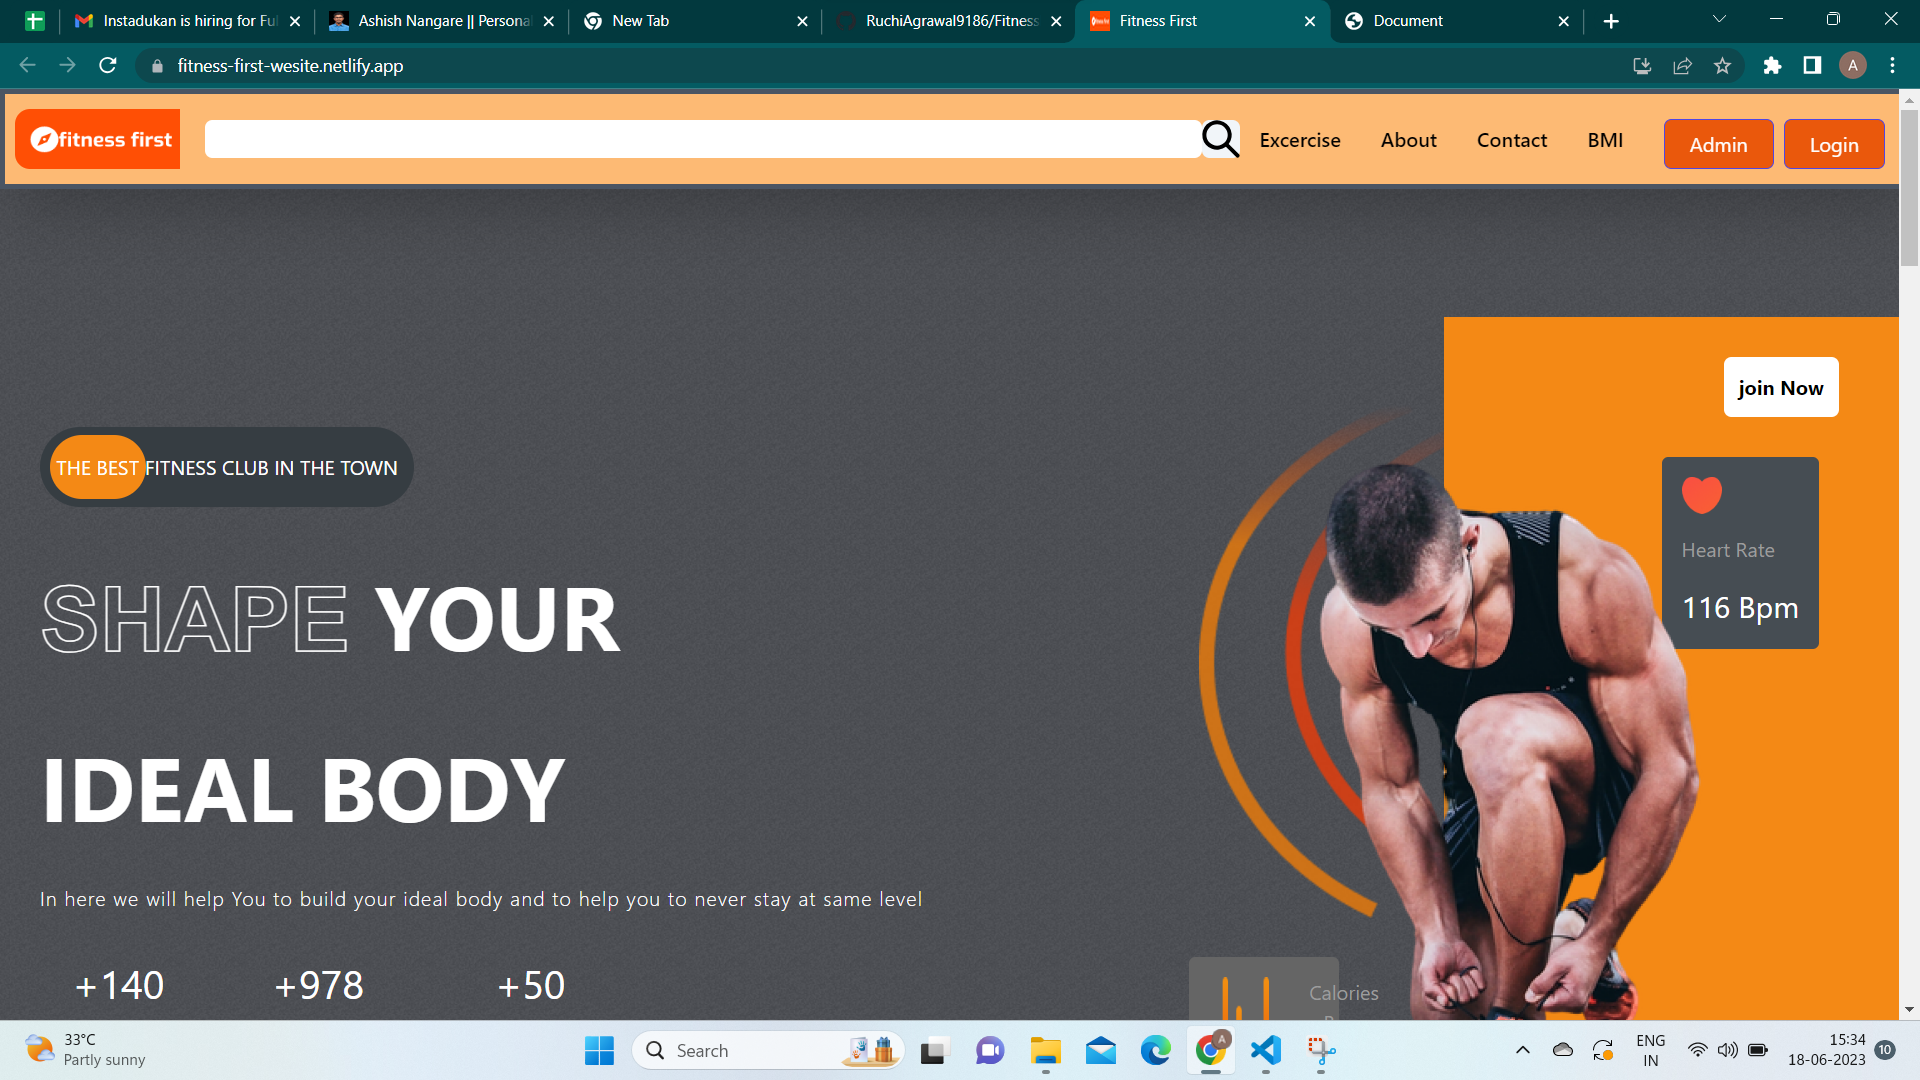 Instadukan is hiring for Ful
Ashish Nangare || Personal
New Tab
RuchiAgrawal9186/Fitness
Fitness First
Document
fitness-first-wesite.netlify.app
A
fitness first
Excercise
About
Contact
BMI
Admin
Login
join Now
THE BEST FITNESS CLUB IN THE TOWN
Heart Rate
116 Bpm
SHAPE YOUR
IDEAL BODY
In here we will help You to build your ideal body and to help you to never stay at same level
+140
+978
+50
Calories
33°C
Partly sunny
Search
A
ENG
IN
15:34
18-06-2023
10